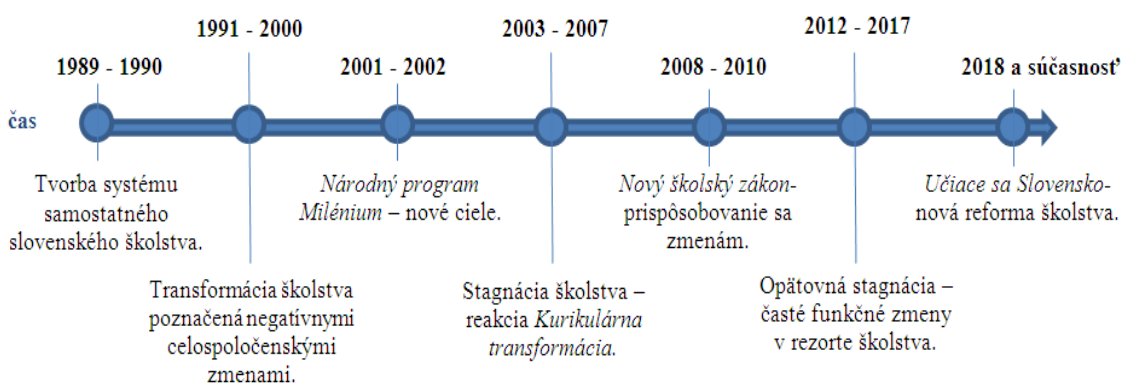 1991 - 2000
2003 - 2007
2012 - 2017
1989 - 1990
2001 - 2002
2008 - 2010
2018 a súčasnosť
čas
Tvorba systému
samostatného
slovenského školstva.
Národný program
Milénium – nové ciele.
Nový školský zákon-
prispôsobovanie sa
zmenám.
Učiace sa Slovensko-
nová reforma školstva.
Transformácia školstva
poznačená negatívnymi
celospoločenskými
zmenami.
Stagnácia školstva –
reakcia Kurikulárna
transformácia.
Opätovná stagnácia –
časté funkčné zmeny
v rezorte školstva.